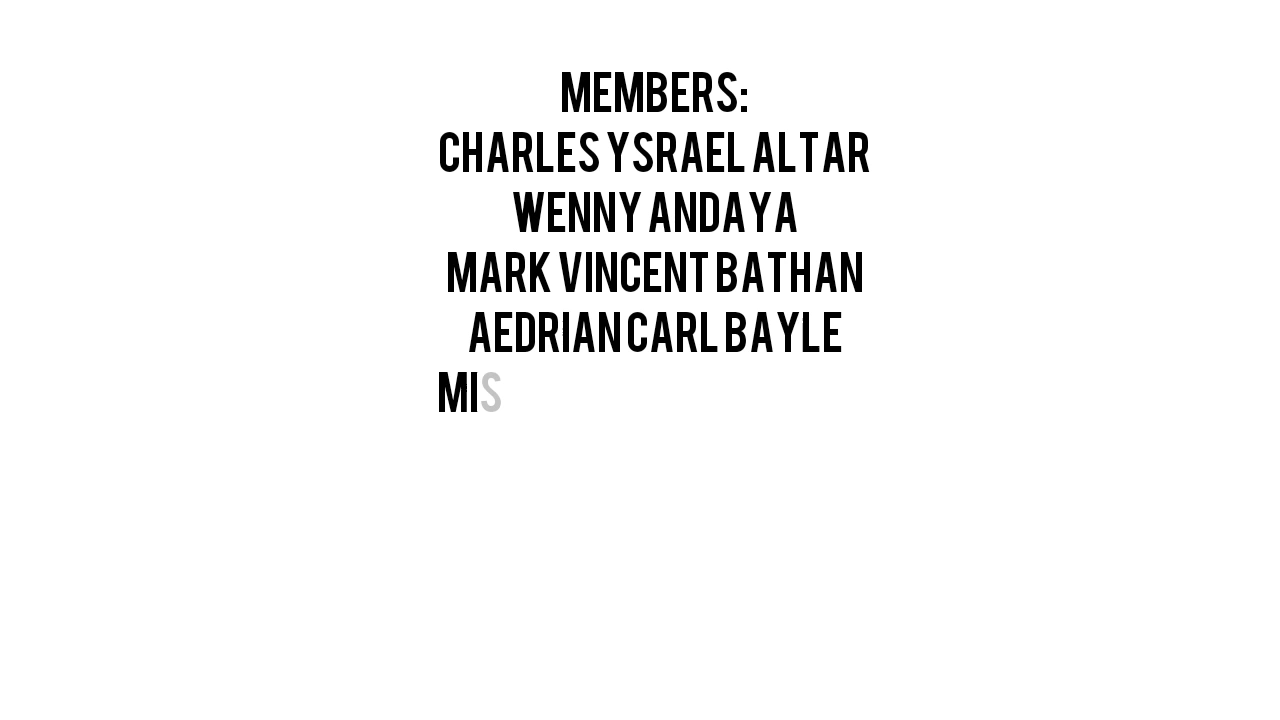 MEMBERS:
CHARLES YSRAEL ALTAR
WENNY ANDAYA
MARK VINCENT BATHAN
AEDRIAN CARL BAYLE
MIS